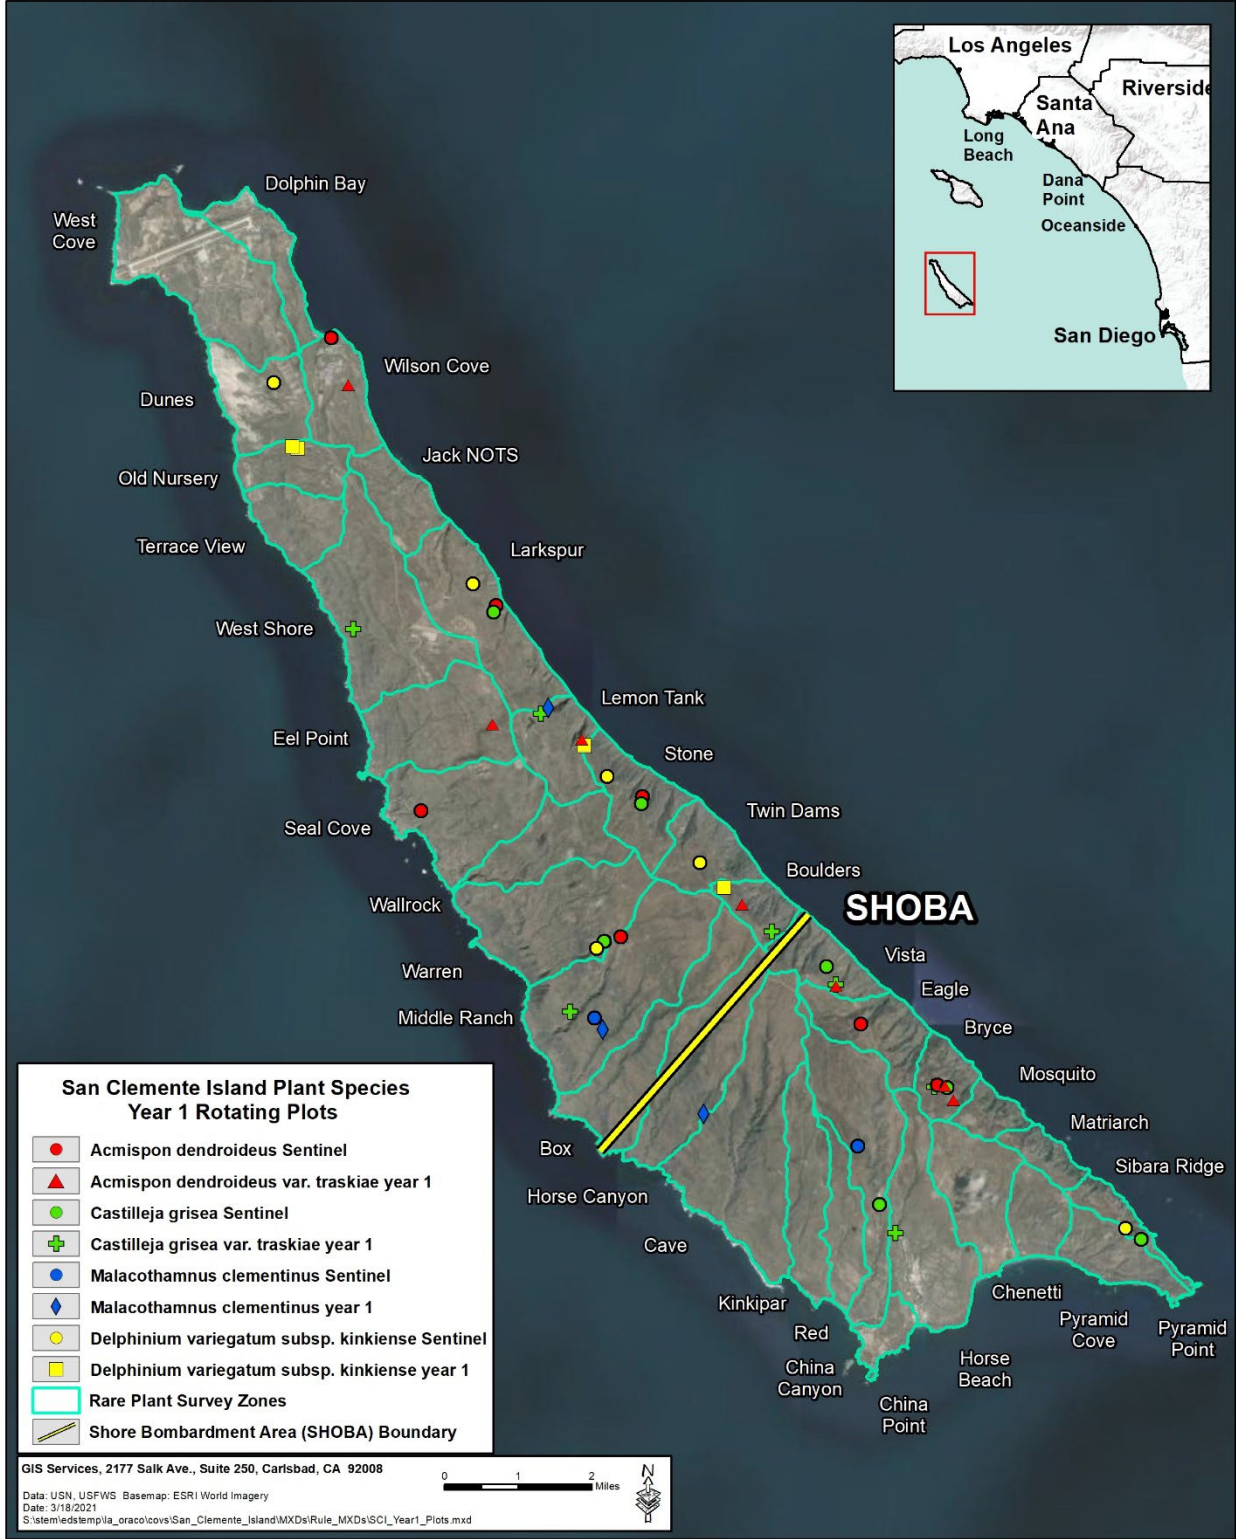 Los Angeles
Riverside
Santa
Ana
Long
Beach
Dana
Point
Oceanside
San Diego
Dolphin Bay
West
Cove
Wilson Cove
Dunes
Jack NOTS
Old Nursery
Terrace View
Larkspur
West Shore
Lemon Tank
Eel Point
Stone
Twin Dams
Seal Cove
Boulders
Wallrock
SHOBA
Vista
Warren
Eagle
Middle Ranch
Bryce
Mosquito
Matriarch
Box
Sibara Ridge
Horse Canyon
Cave
Kinkipar
Chenetti
Pyramid
Cove
Pyramid
Point
Red
Horse
Beach
China
Canyon
China
Point
San Clemente Island Plant Species
Year 1 Rotating Plots
Acmispon dendroideus Sentinel
Acmispon dendroideus var. traskiae year 1
Castilleja grisea Sentinel
Castilleja grisea var. traskiae year 1
Malacothamnus clementinus Sentinel
Malacothamnus clementinus year 1
Delphinium variegatum subsp. kinkiense Sentinel
Delphinium variegatum subsp. kinkiense year 1
Rare Plant Survey Zones
Shore Bombardment Area (SHOBA) Boundary
GIS Services, 2177 Salk Ave., Suite 250, Carlsbad, CA 92008
Data: USN, USFWS Basemap: ESRI World Imagery
Date: 3/18/2021
S:\stem\edstemp\la_oraco\covs\San_Clemente_Island\MXDs\Rule_MXDs\SCI_Year1_Plots.mxd
0 1 2
Miles
N